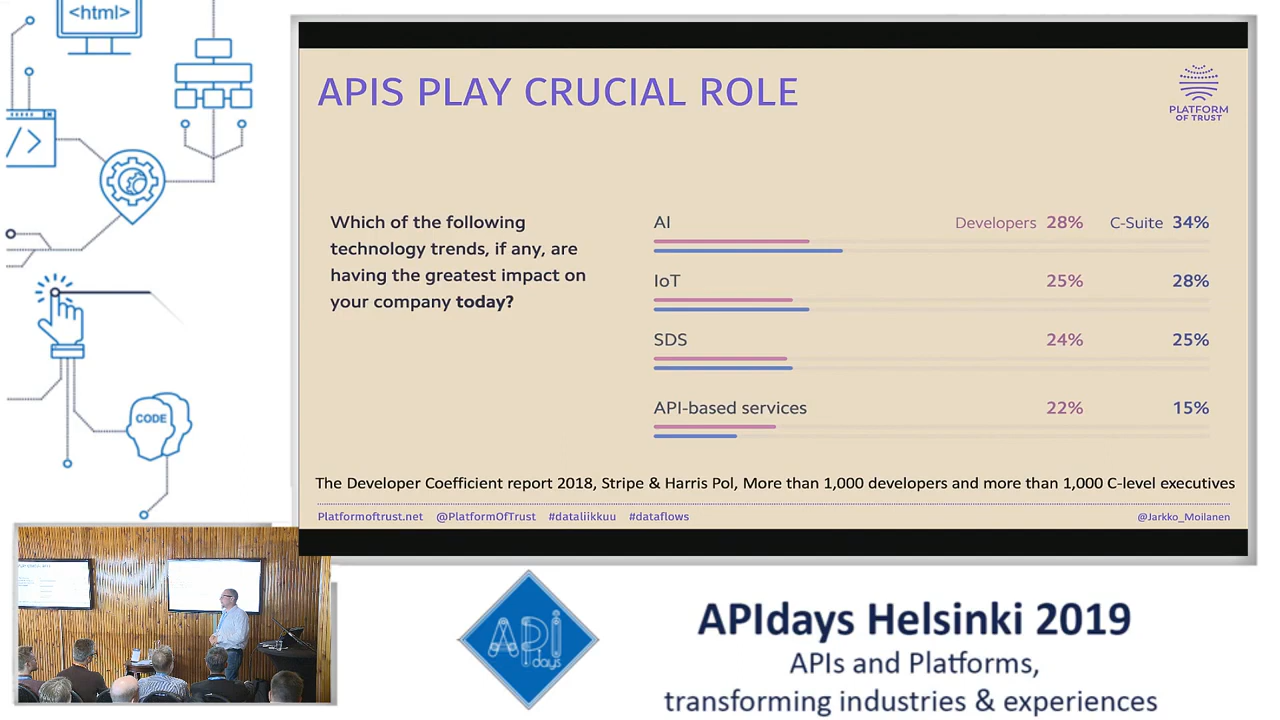 <html>
</>
CODE
APIS PLAY CRUCIAL ROLE
PLATFORM
OF TRUST
Which of the following
technology trends, if any, are
having the greatest impact on
your company today?
AI Developers 28% C-Suite 34%
IoT 25% 28%
SDS 24% 25%
API-based services 22% 15%
The Developer Coefficient report 2018, Stripe & Harris Pol, More than 1,000 developers and more than 1,000 C-level executives
Platformoftrust.net @PlatformOfTrust #dataliikkuu #dataflows @Jarkko_Moilanen
API
days
APIdays Helsinki 2019
APIs and Platforms,
transforming industries & experiences